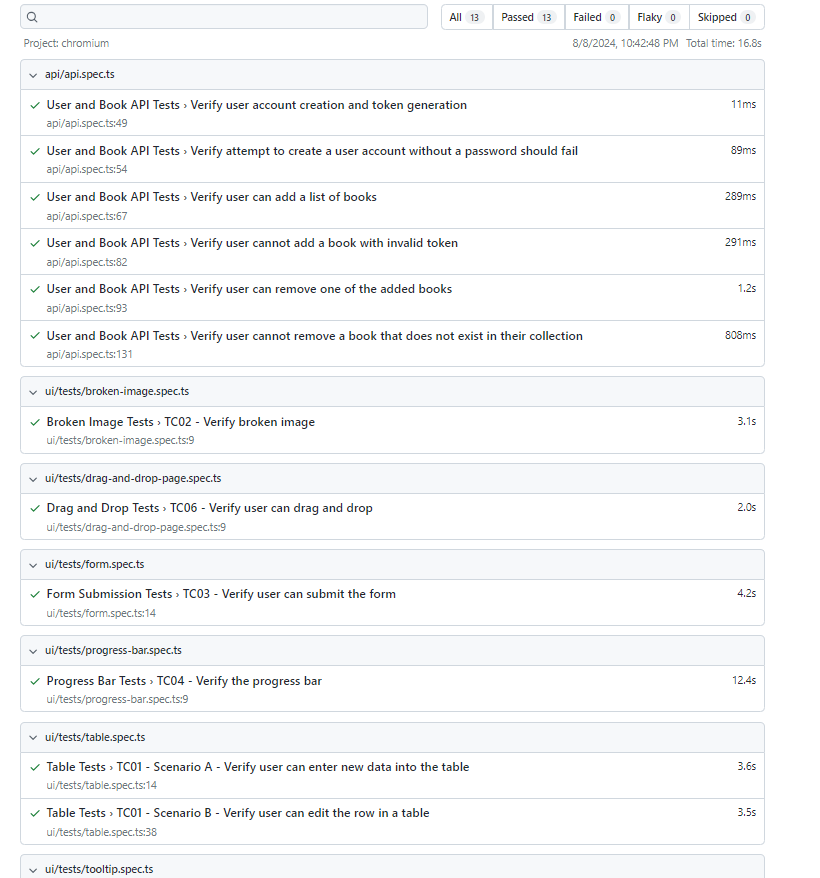 All 13 Passed 13 Failed 0 Flaky 0 Skipped 0
Project: chromium 8/8/2024, 10:42:48 PM Total time: 16.8s
api/api.spec.ts
User and Book API Tests › Verify user account creation and token generation 11ms
api/api.spec.ts:49
User and Book API Tests › Verify attempt to create a user account without a password should fail 89ms
api/api.spec.ts:54
User and Book API Tests › Verify user can add a list of books 289ms
api/api.spec.ts:67
User and Book API Tests › Verify user cannot add a book with invalid token 291ms
api/api.spec.ts:82
User and Book API Tests › Verify user can remove one of the added books 1.2s
api/api.spec.ts:93
User and Book API Tests › Verify user cannot remove a book that does not exist in their collection 808ms
api/api.spec.ts:131
ui/tests/broken-image.spec.ts
Broken Image Tests › TC02 - Verify broken image 3.1s
ui/tests/broken-image.spec.ts:9
ui/tests/drag-and-drop-page.spec.ts
Drag and Drop Tests › TC06 - Verify user can drag and drop 2.0s
ui/tests/drag-and-drop-page.spec.ts:9
ui/tests/form.spec.ts
Form Submission Tests › TC03 - Verify user can submit the form 4.2s
ui/tests/form.spec.ts:14
ui/tests/progress-bar.spec.ts
Progress Bar Tests › TC04 - Verify the progress bar 12.4s
ui/tests/progress-bar.spec.ts:9
ui/tests/table.spec.ts
Table Tests › TC01 - Scenario A - Verify user can enter new data into the table 3.6s
ui/tests/table.spec.ts:14
Table Tests › TC01 - Scenario B - Verify user can edit the row in a table 3.5s
ui/tests/table.spec.ts:38
ui/tests/tooltip.spec.ts